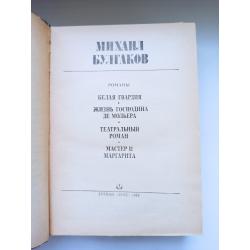 МИХАИЛ
БУЛГАКОВ
РОМАНЫ
БЕЛАЯ ГВАРДИЯ
ЖИЗНЬ ГОСПОДИНА
ДЕ МОЛЬЕРА
ТЕАТРАЛЬНЫЙ
РОМАН
МАСТЕР И
МАРГАРИТА